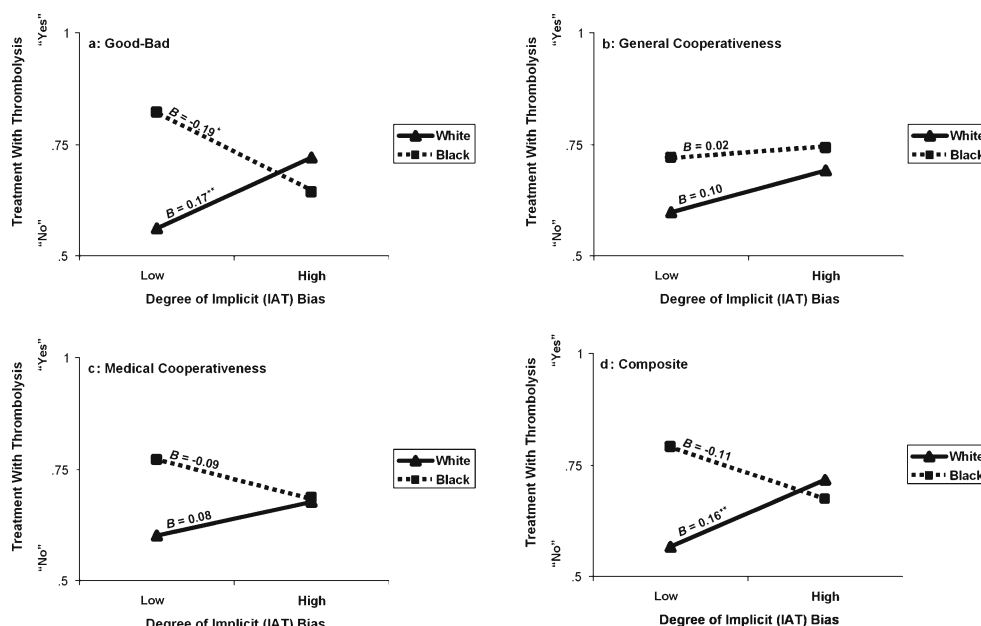 "Yes"
1
a: Good-Bad
Treatment With Thrombolysis
.75
B = -0.19*
B = 0.17**
White
Black
"No"
.5
Low
High
Degree of Implicit (IAT) Bias
"Yes"
1
b: General Cooperativeness
Treatment With Thrombolysis
.75
B = 0.02
B = 0.10
White
Black
"No"
.5
Low
High
Degree of Implicit (IAT) Bias
"Yes"
1
c: Medical Cooperativeness
Treatment With Thrombolysis
.75
B = -0.09
B = 0.08
White
Black
"No"
.5
Low
High
Degree of Implicit (IAT) Bias
"Yes"
1
d: Composite
Treatment With Thrombolysis
.75
B = -0.11
B = 0.16**
White
Black
"No"
.5
Low
High
Degree of Implicit (IAT) Bias